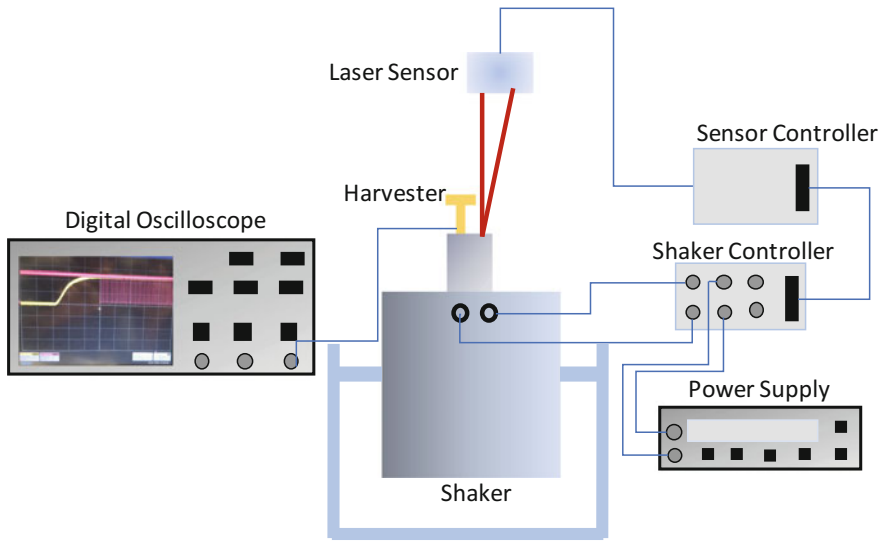 Laser Sensor
Sensor Controller
Harvester
Digital Oscilloscope
Shaker Controller
Power Supply
Shaker